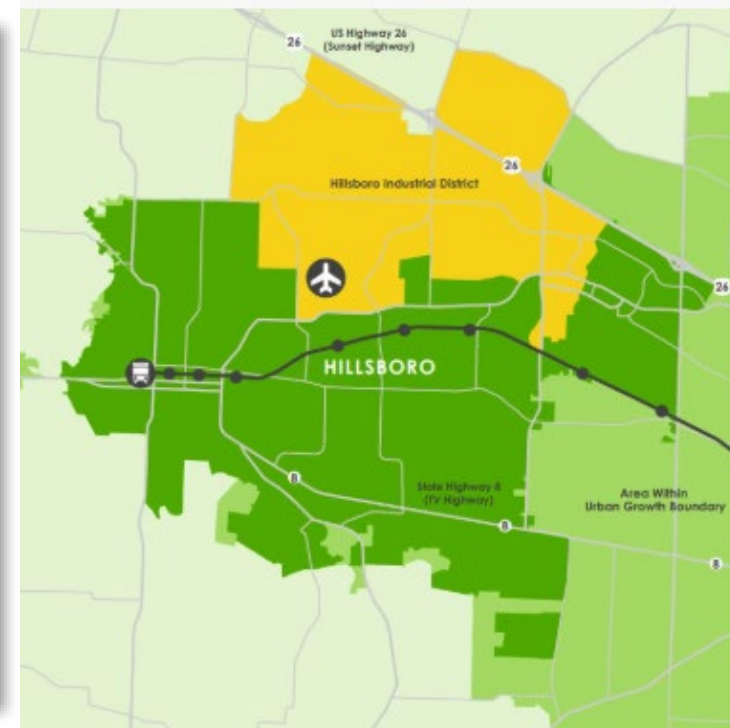 US Highway 26
(Sunset Highway)
26
26
Hillsboro Industrial District
26
HILLSBORO
8
State Highway 8
(TV Highway)
Area Within
Urban Growth Boundary
8
8